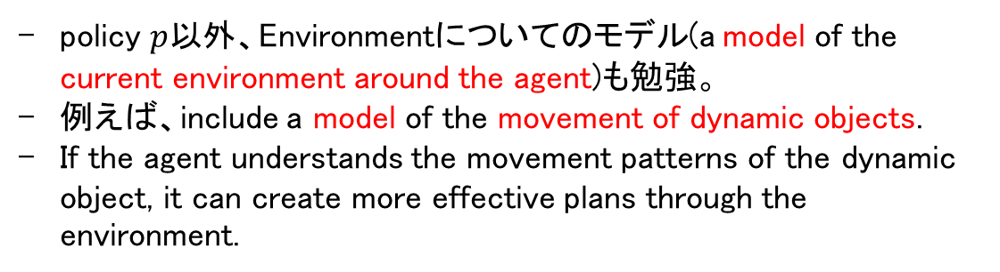 − policy 𝑝以外、Environmentについてのモデル(a model of the
current environment around the agent)も勉強。
− 例えば、include a model of the movement of dynamic objects.
− If the agent understands the movement patterns of the dynamic
object, it can create more effective plans through the
environment.